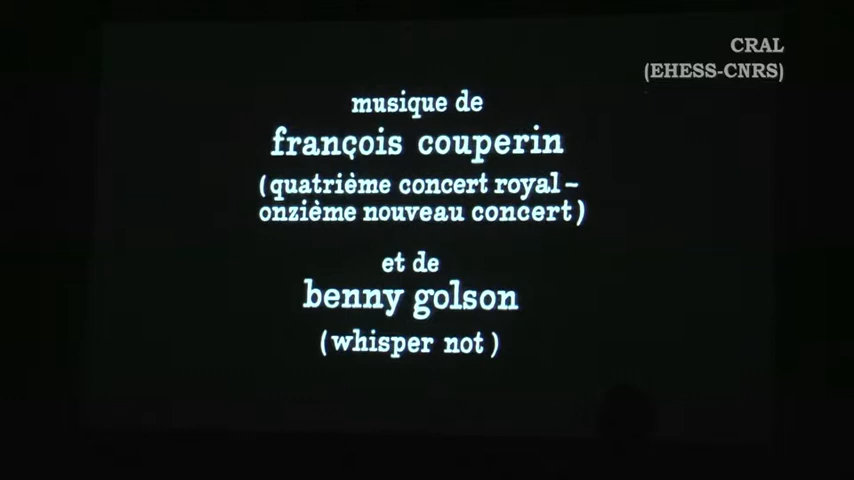 CRAL
(EHESS-CNRS)
musique de
françois couperin
(quatrième concert royal-
onzième nouveau concert)
et de
benny golson
(whisper not)